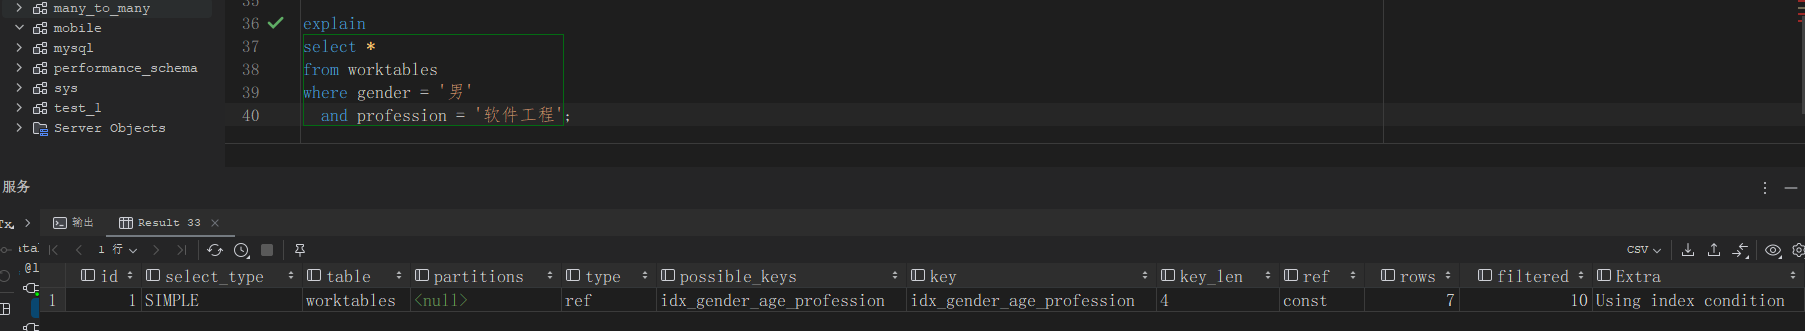 many_to_many
mobile
mysql
performance_schema
sys
test_l
Server Objects
35
36 explain
37 select *
38 from worktables
39 where gender = '男'
40 and profession = '软件工程';
服务
Tx
输出 Result 33
1 行 CSV
@l
id select_type table partitions type possible_keys key key_len ref rows filtered Extra
1 1 SIMPLE worktables <null> ref idx_gender_age_profession idx_gender_age_profession 4 const 7 10 Using index condition